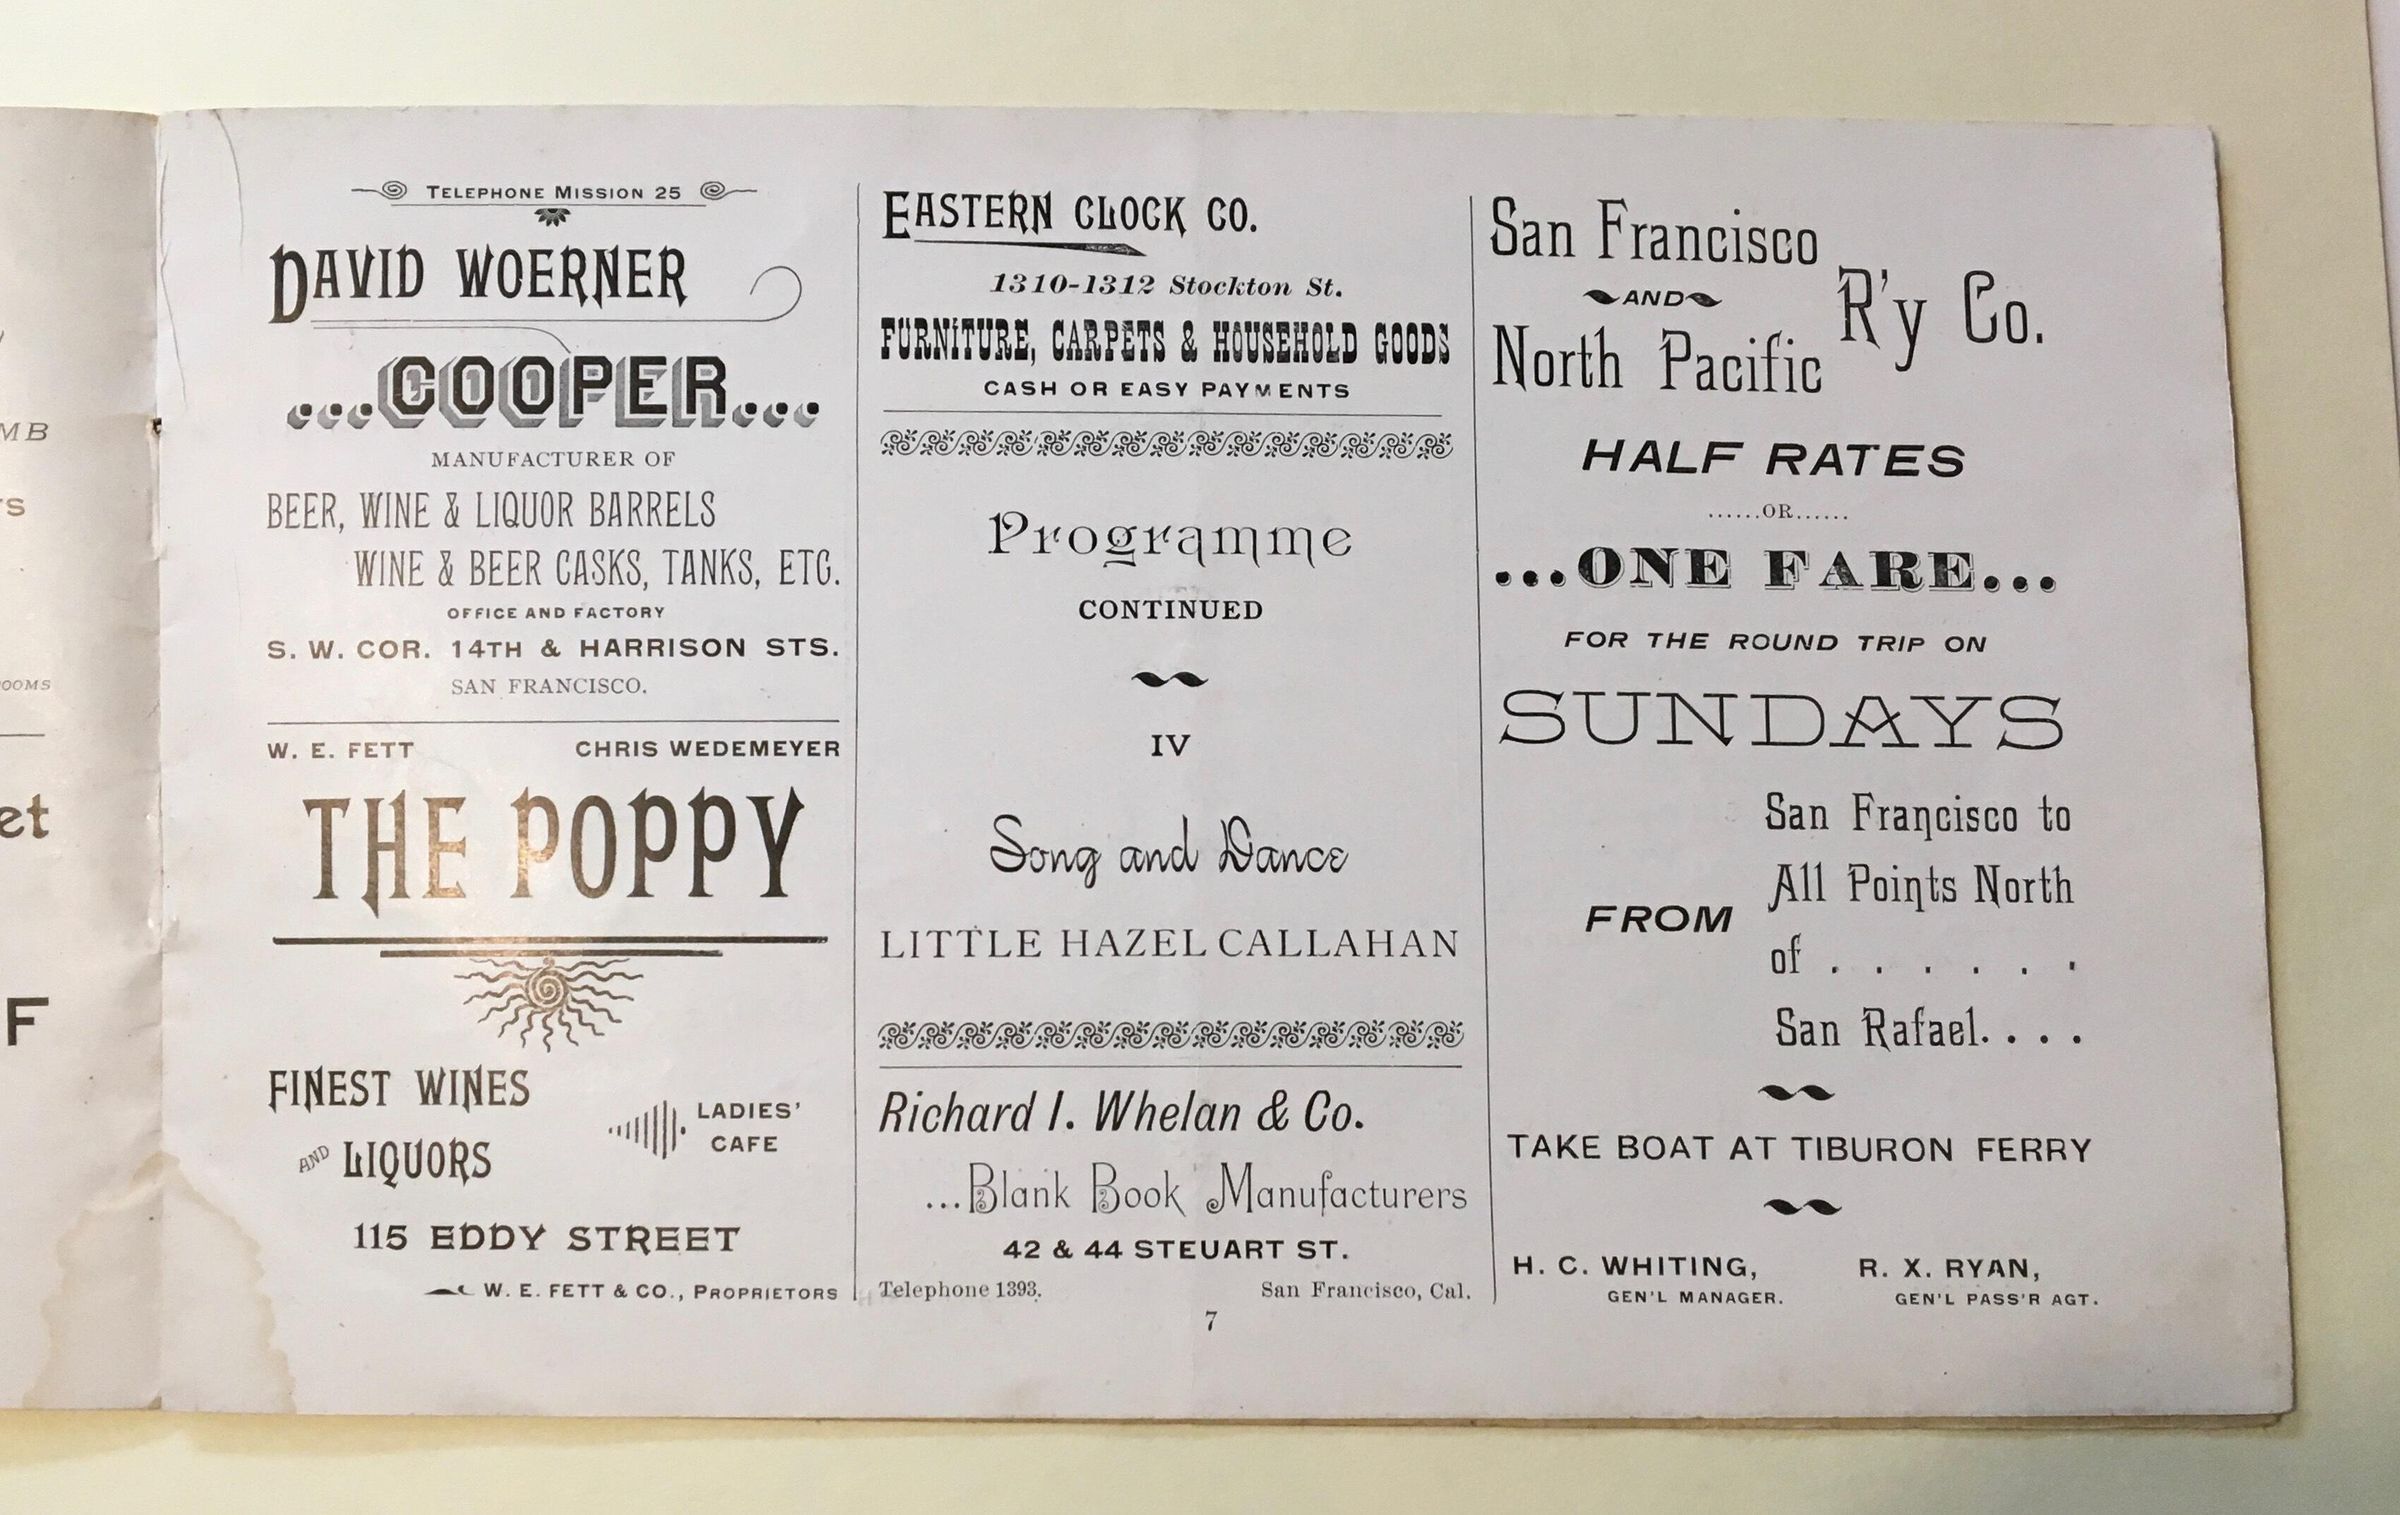 MB
'S
OOMS
et
F
TELEPHONE MISSION 25
DAVID WOERNER
...COOPER...
MANUFACTURER OF
BEER, WINE & LIQUOR BARRELS
WINE & BEER CASKS, TANKS, ETC.
OFFICE AND FACTORY
S. W. COR. 14TH & HARRISON STS.
SAN FRANCISCO.
W. E. FETT CHRIS WEDEMEYER
THE POPPY
FINEST WINES
AND LIQUORS
LADIES'
CAFE
115 EDDY STREET
W. E. FETT & CO., PROPRIETORS
EASTERN CLOCK CO.
1310-1312 Stockton St.
FURNITURE, CARPETS & HOUSEHOLD GOODS
CASH OR EASY PAYMENTS
Programme
CONTINUED
IV
Song and Dance
LITTLE HAZEL CALLAHAN
Richard I. Whelan & Co.
...Blank Book Manufacturers
42 & 44 STEUART ST.
Telephone 1393. San Francisco, Cal.
7
San Francisco
AND
North Pacific
R'y Co.
HALF RATES
......OR......
...ONE FARE...
FOR THE ROUND TRIP ON
SUNDAYS
FROM
San Francisco to
All Points North
of . . . . . .
San Rafael. . . .
TAKE BOAT AT TIBURON FERRY
H. C. WHITING, R. X. RYAN,
GEN'L MANAGER. GEN'L PASS'R AGT.